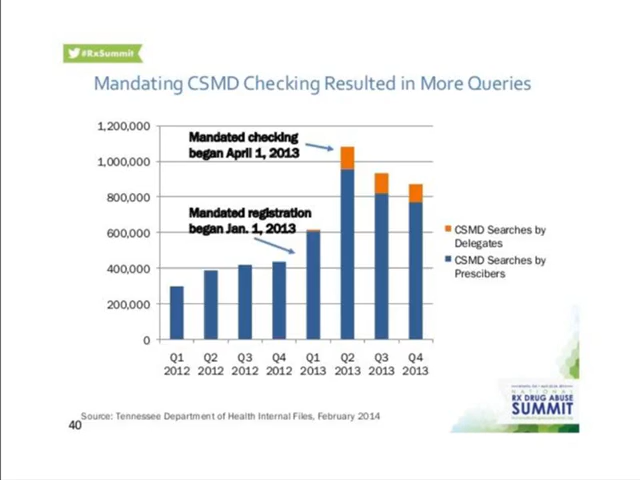 #RxSummit
Mandating CSMD Checking Resulted in More Queries
1,200,000
1,000,000
800,000
600,000
400,000
200,000
0
Mandated checking
began April 1, 2013
Mandated registration
began Jan. 1, 2013
CSMD Searches by
Delegates
CSMD Searches by
Prescibers
Q1 Q2 Q3 Q4 Q1 Q2 Q3 Q4
2012 2012 2012 2012 2013 2013 2013 2013
RX DRUG ABUSE
SUMMIT
Source: Tennessee Department of Health Internal Files, February 2014
40